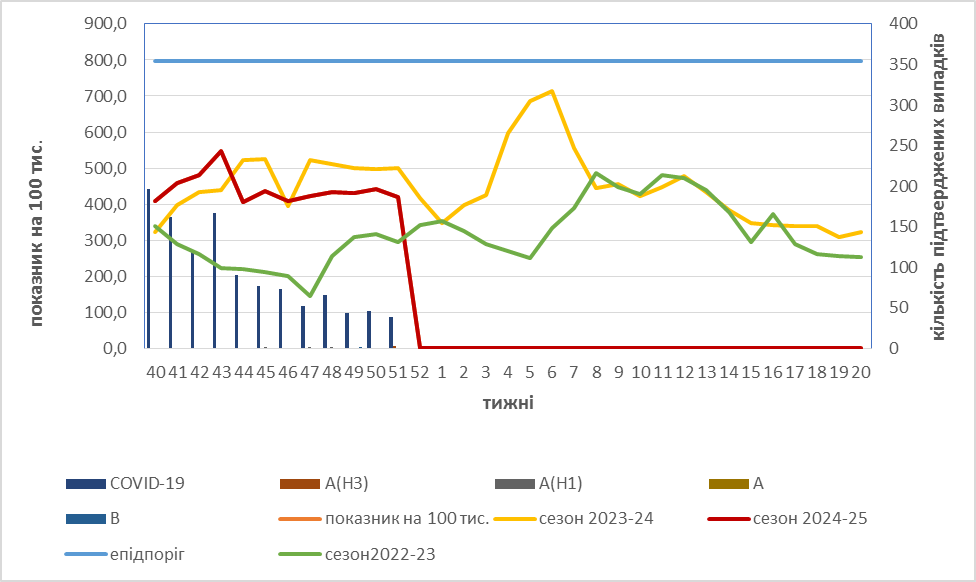 900,0
800,0
700,0
600,0
500,0
400,0
300,0
200,0
100,0
0,0
показник на 100 тис.
400
350
300
250
200
150
100
50
0
кількість підтверджених випадків
40 41 42 43 44 45 46 47 48 49 50 51 52 1 2 3 4 5 6 7 8 9 10 11 12 13 14 15 16 17 18 19 20
тижні
COVID-19 А(H3) А(H1) А
В показник на 100 тис. сезон 2023-24 сезон 2024-25
епідпоріг сезон2022-23